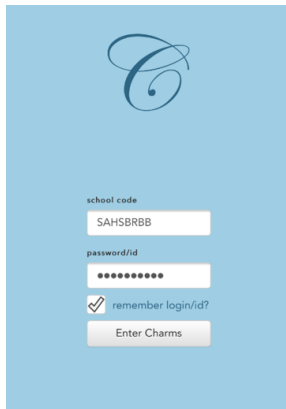 C
school code
SAHSBRBB
password/id
●●●●●●●●●●
remember login/id?
Enter Charms